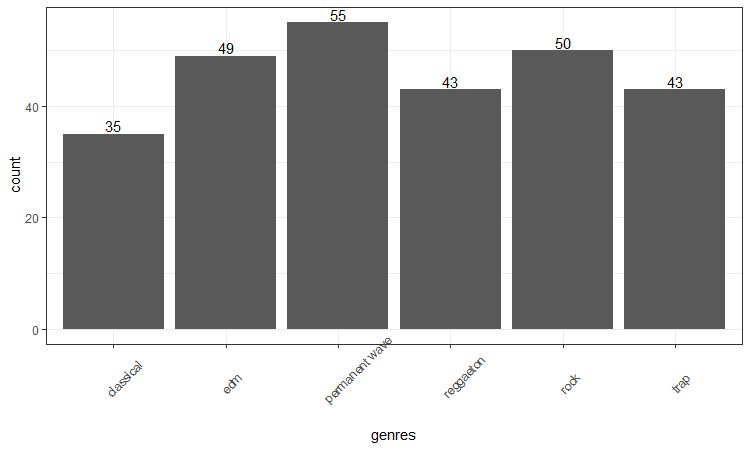 55
50
49
43
43
35
40
20
0
count
classical
edm
permanent wave
reggaeton
rock
trap
genres